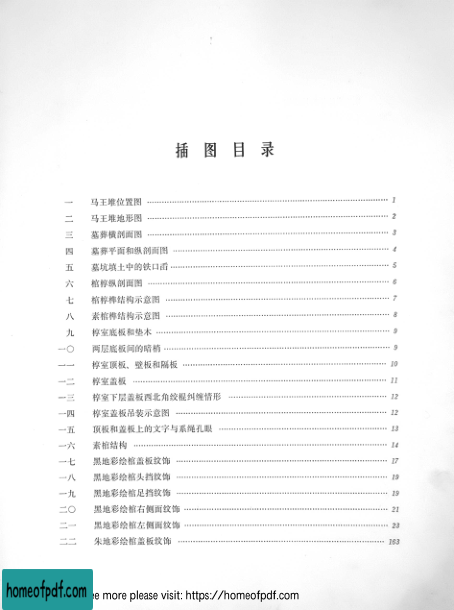 插图目录
一 马王堆位置图 1
二 马王堆地形图 2
三 墓葬横剖面图 3
四 墓葬平面和纵剖面图 4
五 墓坑填土中的铁口臿 5
六 棺椁纵剖面图 6
七 棺椁榫结构示意图 7
八 素棺榫结构示意图 8
九 椁室底板和垫木 9
一〇 两层底板间的暗梢 9
一一 椁室顶板、壁板和隔板 10
一二 椁室盖板 11
一三 椁室下层盖板西北角绞棍纠缠情形 12
一四 椁室盖板吊装示意图 12
一五 顶板和盖板上的文字与系绳孔眼 13
一六 素棺结构 14
一七 黑地彩绘棺盖板纹饰 17
一八 黑地彩绘棺头挡纹饰 19
一九 黑地彩绘棺足挡纹饰 19
二〇 黑地彩绘棺右侧面纹饰 21
二一 黑地彩绘棺左侧面纹饰 23
二二 朱地彩绘棺盖板纹饰 163
homeofpdf.com
e more please visit: https://homeofpdf.com